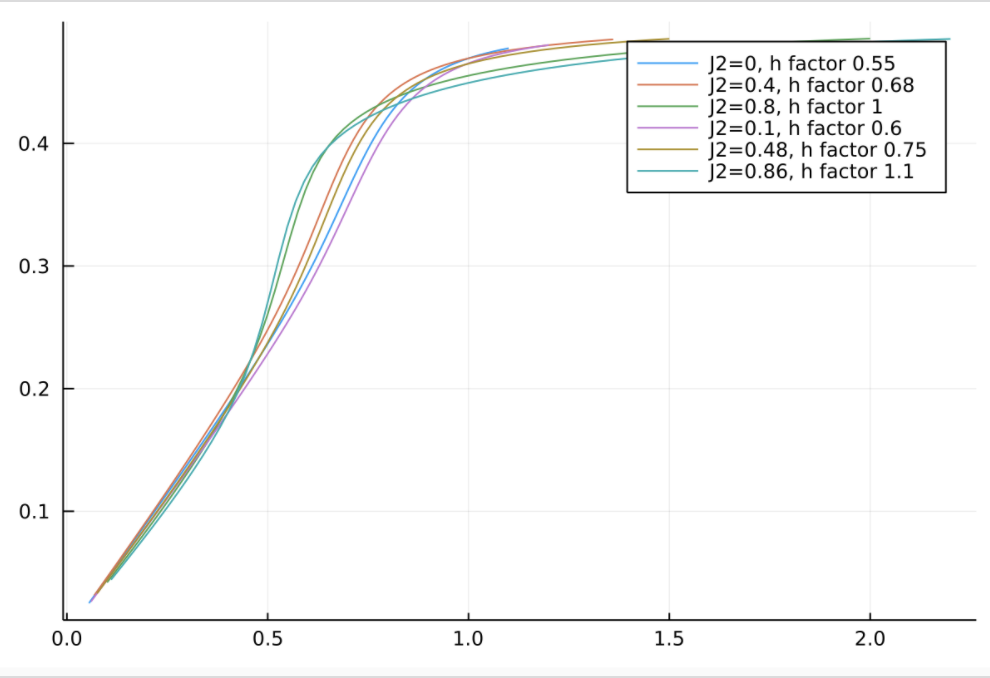 J2=0, h factor 0.55
J2=0.4, h factor 0.68
J2=0.8, h factor 1
J2=0.1, h factor 0.6
J2=0.48, h factor 0.75
J2=0.86, h factor 1.1
0.4
0.3
0.2
0.1
0.0 0.5 1.0 1.5 2.0